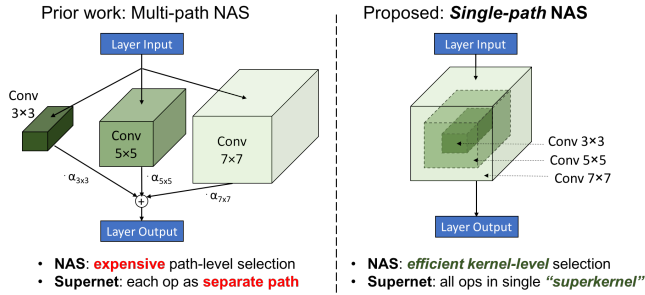 Prior work: Multi-path NAS
Layer Input
Conv
3×3
Conv
5×5
Conv
7×7
· α3x3
· α5x5
· α7x7
+
Layer Output
• NAS: expensive path-level selection
• Supernet: each op as separate path
Proposed: Single-path NAS
Layer Input
Conv 3×3
Conv 5×5
Conv 7×7
Layer Output
• NAS: efficient kernel-level selection
• Supernet: all ops in single “superkernel”